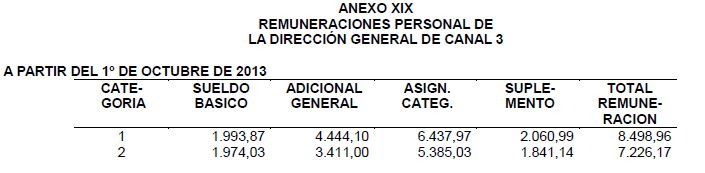 ANEXO XIX
REMUNERACIONES PERSONAL DE
LA DIRECCIÓN GENERAL DE CANAL 3
A PARTIR DEL 1º DE OCTUBRE DE 2013
CATE- SUELDO ADICIONAL ASIGN. SUPLE- TOTAL
GORIA BASICO GENERAL CATEG. MENTO REMUNE-
RACION
1 1.993,87 4.444,10 6.437,97 2.060,99 8.498,96
2 1.974,03 3.411,00 5.385,03 1.841,14 7.226,17